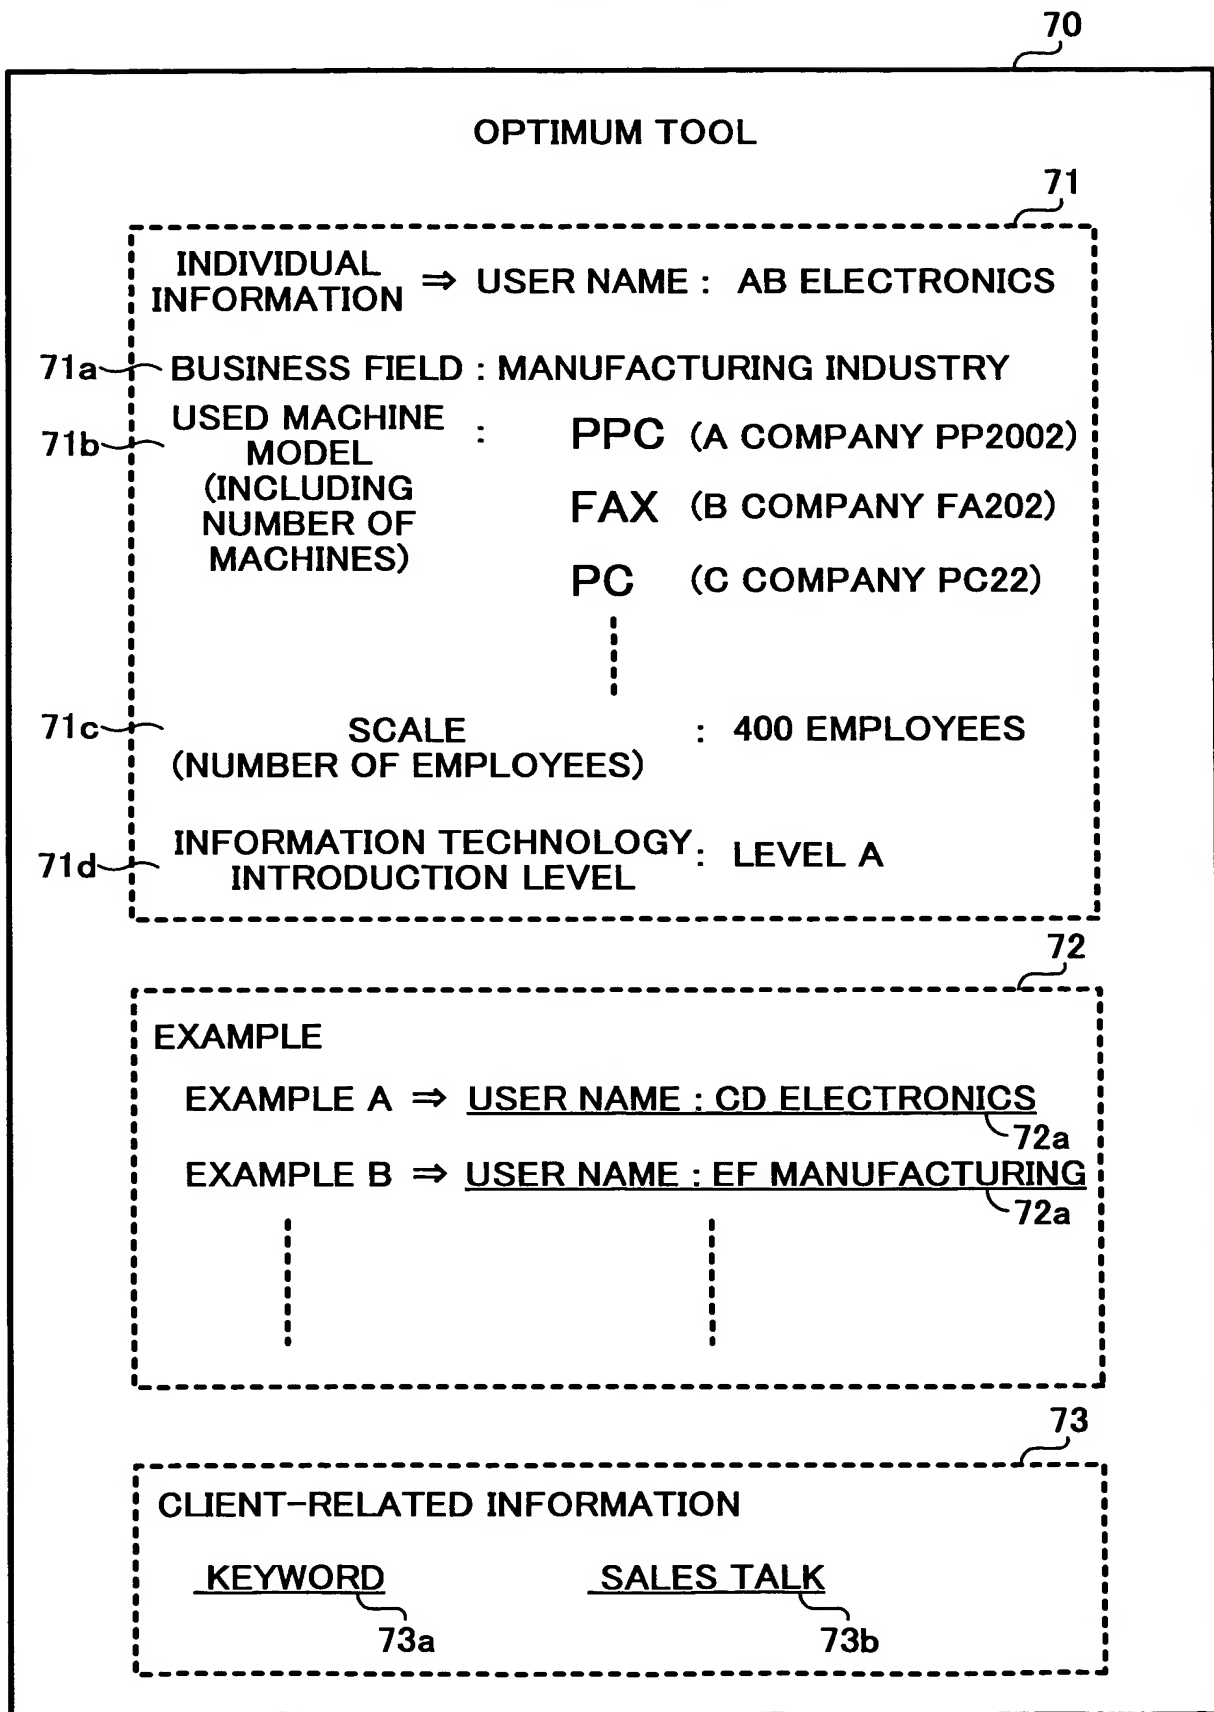 70
OPTIMUM TOOL
71
INDIVIDUAL
INFORMATION ⇒ USER NAME : AB ELECTRONICS
71a BUSINESS FIELD : MANUFACTURING INDUSTRY
71b USED MACHINE
MODEL
(INCLUDING
NUMBER OF
MACHINES)
: PPC (A COMPANY PP2002)
FAX (B COMPANY FA202)
PC (C COMPANY PC22)
71c SCALE : 400 EMPLOYEES
(NUMBER OF EMPLOYEES)
71d INFORMATION TECHNOLOGY
INTRODUCTION LEVEL : LEVEL A
72
EXAMPLE
EXAMPLE A ⇒ USER NAME : CD ELECTRONICS
72a
EXAMPLE B ⇒ USER NAME : EF MANUFACTURING
72a
73
CLIENT-RELATED INFORMATION
KEYWORD SALES TALK
73a 73b